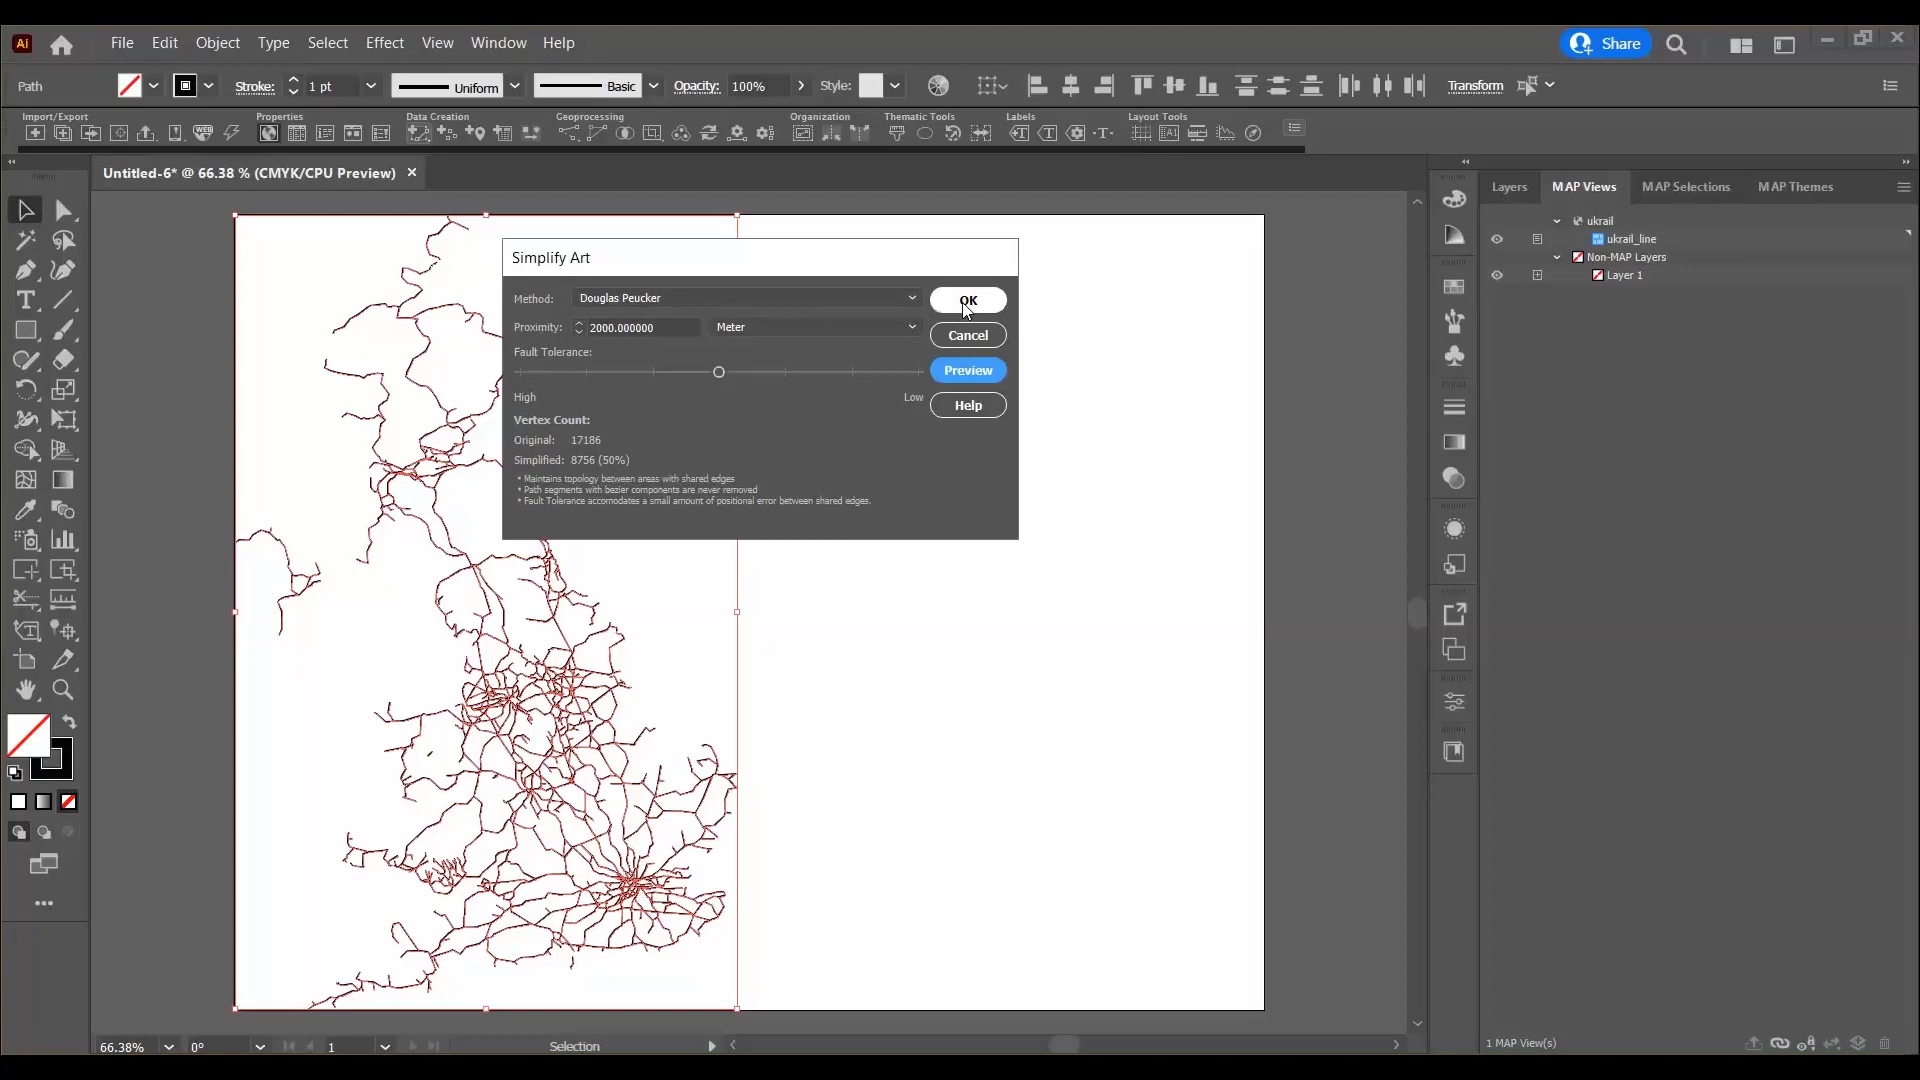 Ai File Edit Object Type Select Effect View Window Help Share
Path Stroke: 1 pt Uniform Basic Opacity: 100% Style: Transform
Import/Export Properties Data Creation Geoprocessing Organization Thematic Tools Labels Layout Tools
Untitled-6* @ 66.38 % (CMYK/CPU Preview) ×
Layers MAP Views MAP Selections MAP Themes
ukrail
ukrail_line
Non-MAP Layers
Layer 1
Simplify Art
Method: Douglas Peucker OK
Proximity: 2000.000000 Meter Cancel
Fault Tolerance:
Preview
High Low Help
Vertex Count:
Original: 17186
Simplified: 8756 (50%)
• Maintains topology between areas with shared edges
• Path segments with bezier components are never removed
• Fault Tolerance accomodates a small amount of positional error between shared edges.
66.38% 0° 1 Selection
1 MAP View(s)